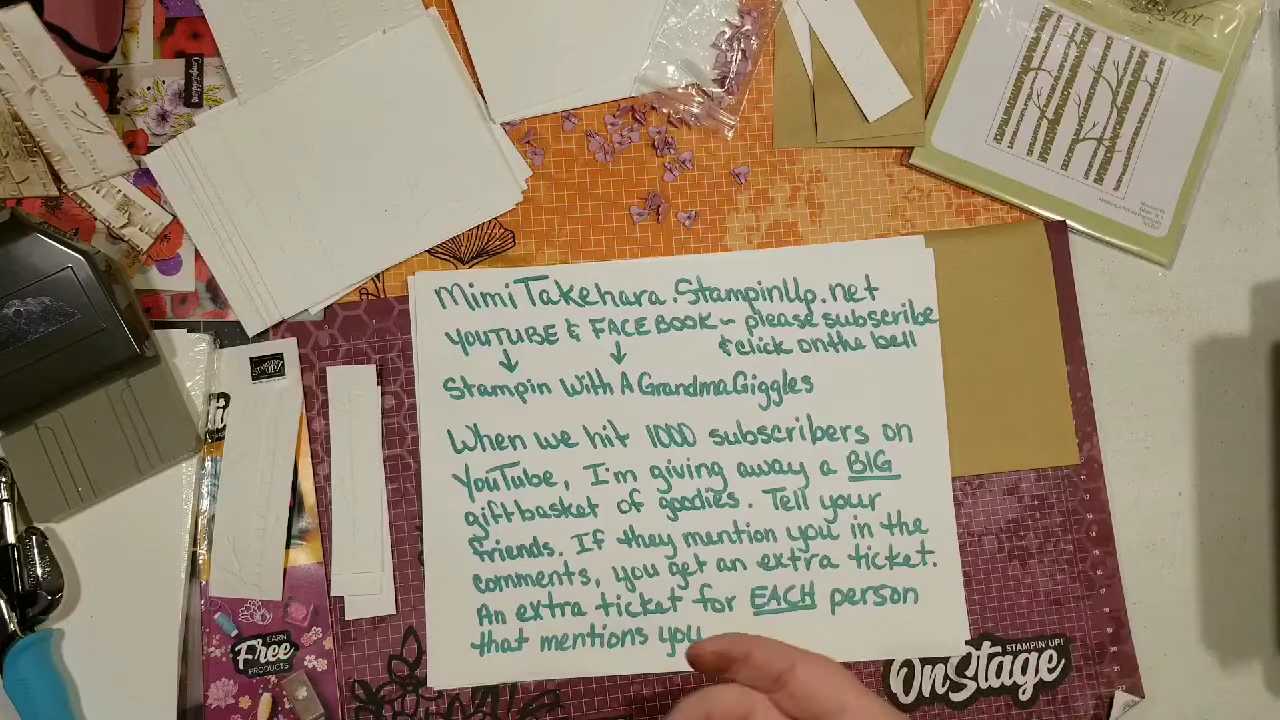 MimiTakehara.StampinUp.net
YOUTUBE & FACEBOOK ~ please subscribe
& click on the bell
↓ ↓
Stampin With A GrandmaGiggles
When we hit 1000 subscribers on
YouTube, I'm giving away a BIG
giftbasket of goodies. Tell your
friends. If they mention you in the
comments, you get an extra ticket.
An extra ticket for EACH person
that mentions you
EARN
Free
PRODUCTS
STAMPIN' UP!
OnStage